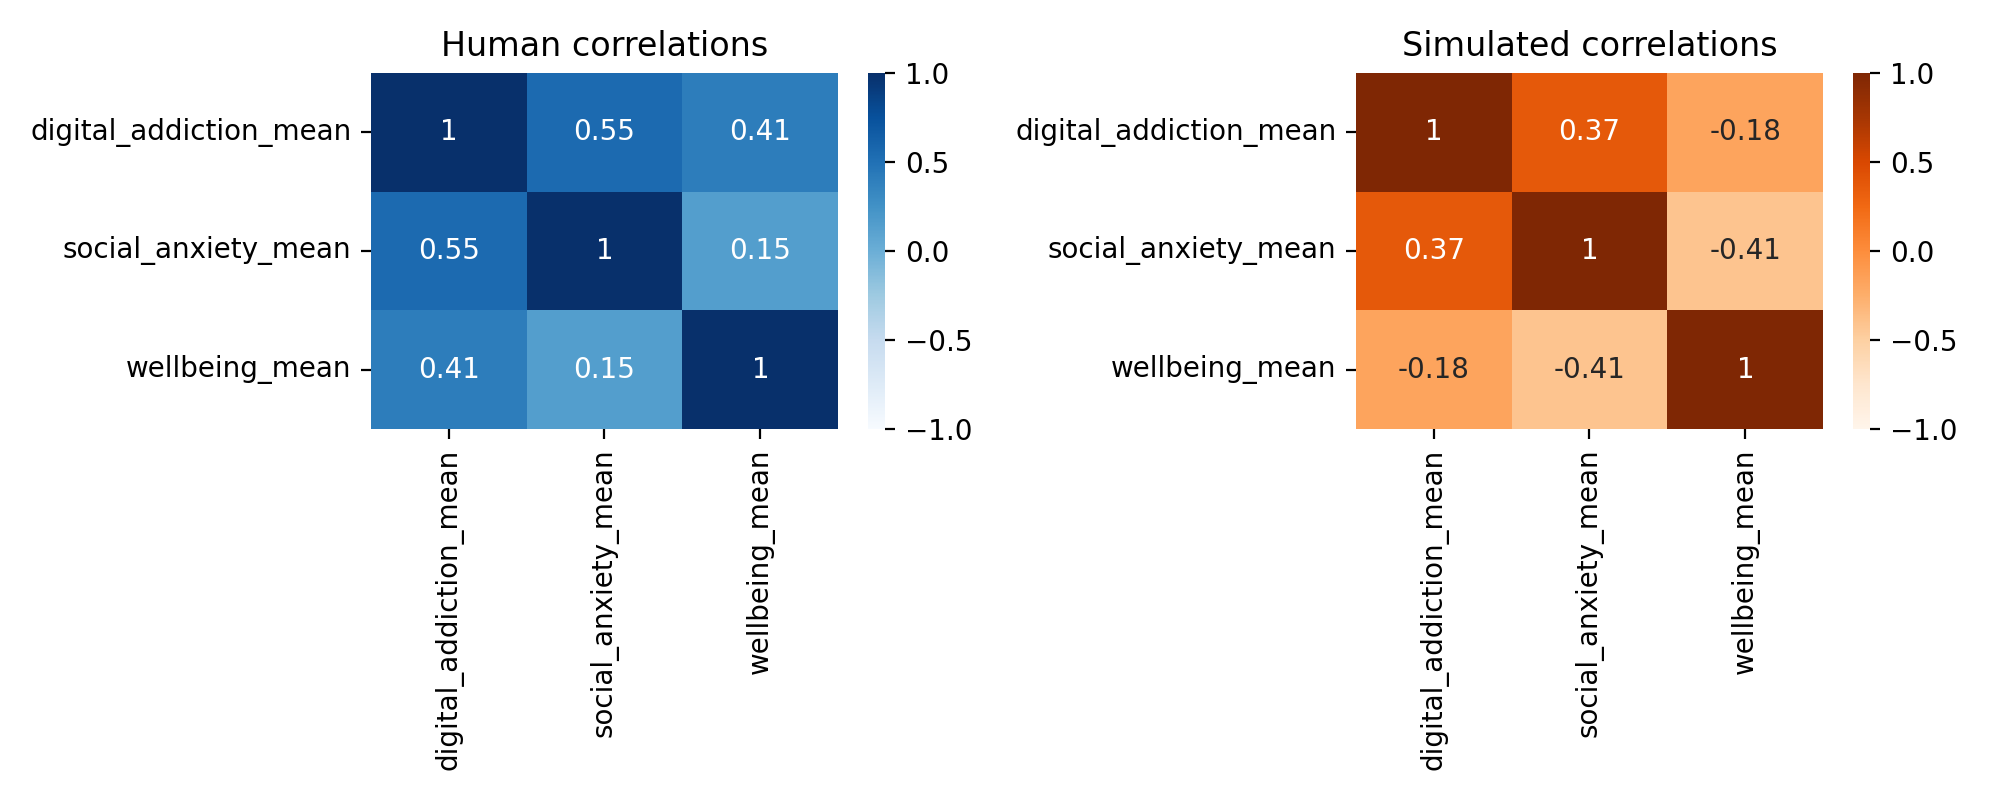 Human correlations
digital_addiction_mean 1 0.55 0.41
social_anxiety_mean 0.55 1 0.15
wellbeing_mean 0.41 0.15 1
digital_addiction_mean
social_anxiety_mean
wellbeing_mean
1.0
0.5
0.0
−0.5
−1.0
Simulated correlations
digital_addiction_mean 1 0.37 -0.18
social_anxiety_mean 0.37 1 -0.41
wellbeing_mean -0.18 -0.41 1
digital_addiction_mean
social_anxiety_mean
wellbeing_mean
1.0
0.5
0.0
−0.5
−1.0